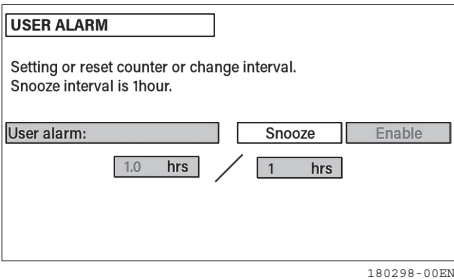 USER ALARM
Setting or reset counter or change interval.
Snooze interval is 1hour.
User alarm: Snooze Enable
1.0 hrs / 1 hrs
180298-00EN